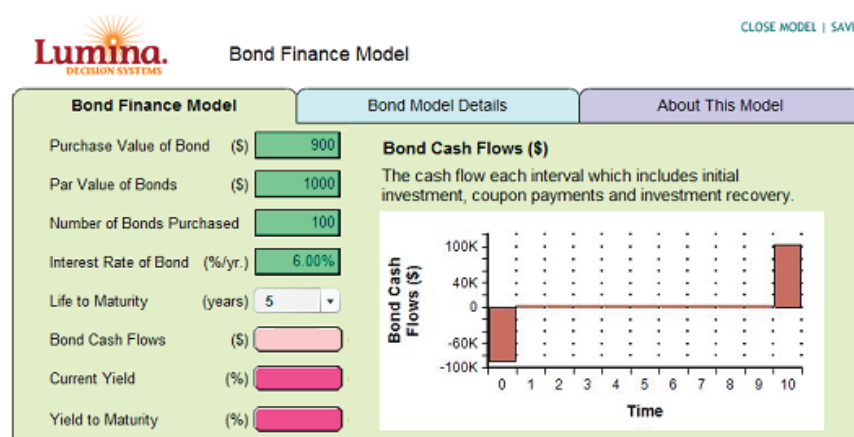 CLOSE MODEL | SAVE
Lumina.
DECISION SYSTEMS
Bond Finance Model
Bond Finance Model
Bond Model Details
About This Model
Purchase Value of Bond ($) 900
Par Value of Bonds ($) 1000
Number of Bonds Purchased 100
Interest Rate of Bond (%/yr.) 6.00%
Life to Maturity (years) 5
Bond Cash Flows ($)
Current Yield (%)
Yield to Maturity (%)
Bond Cash Flows ($)
The cash flow each interval which includes initial
investment, coupon payments and investment recovery.
Bond Cash
Flows ($)
100K
40K
0
-60K
-100K
0 1 2 3 4 5 6 7 8 9 10
Time